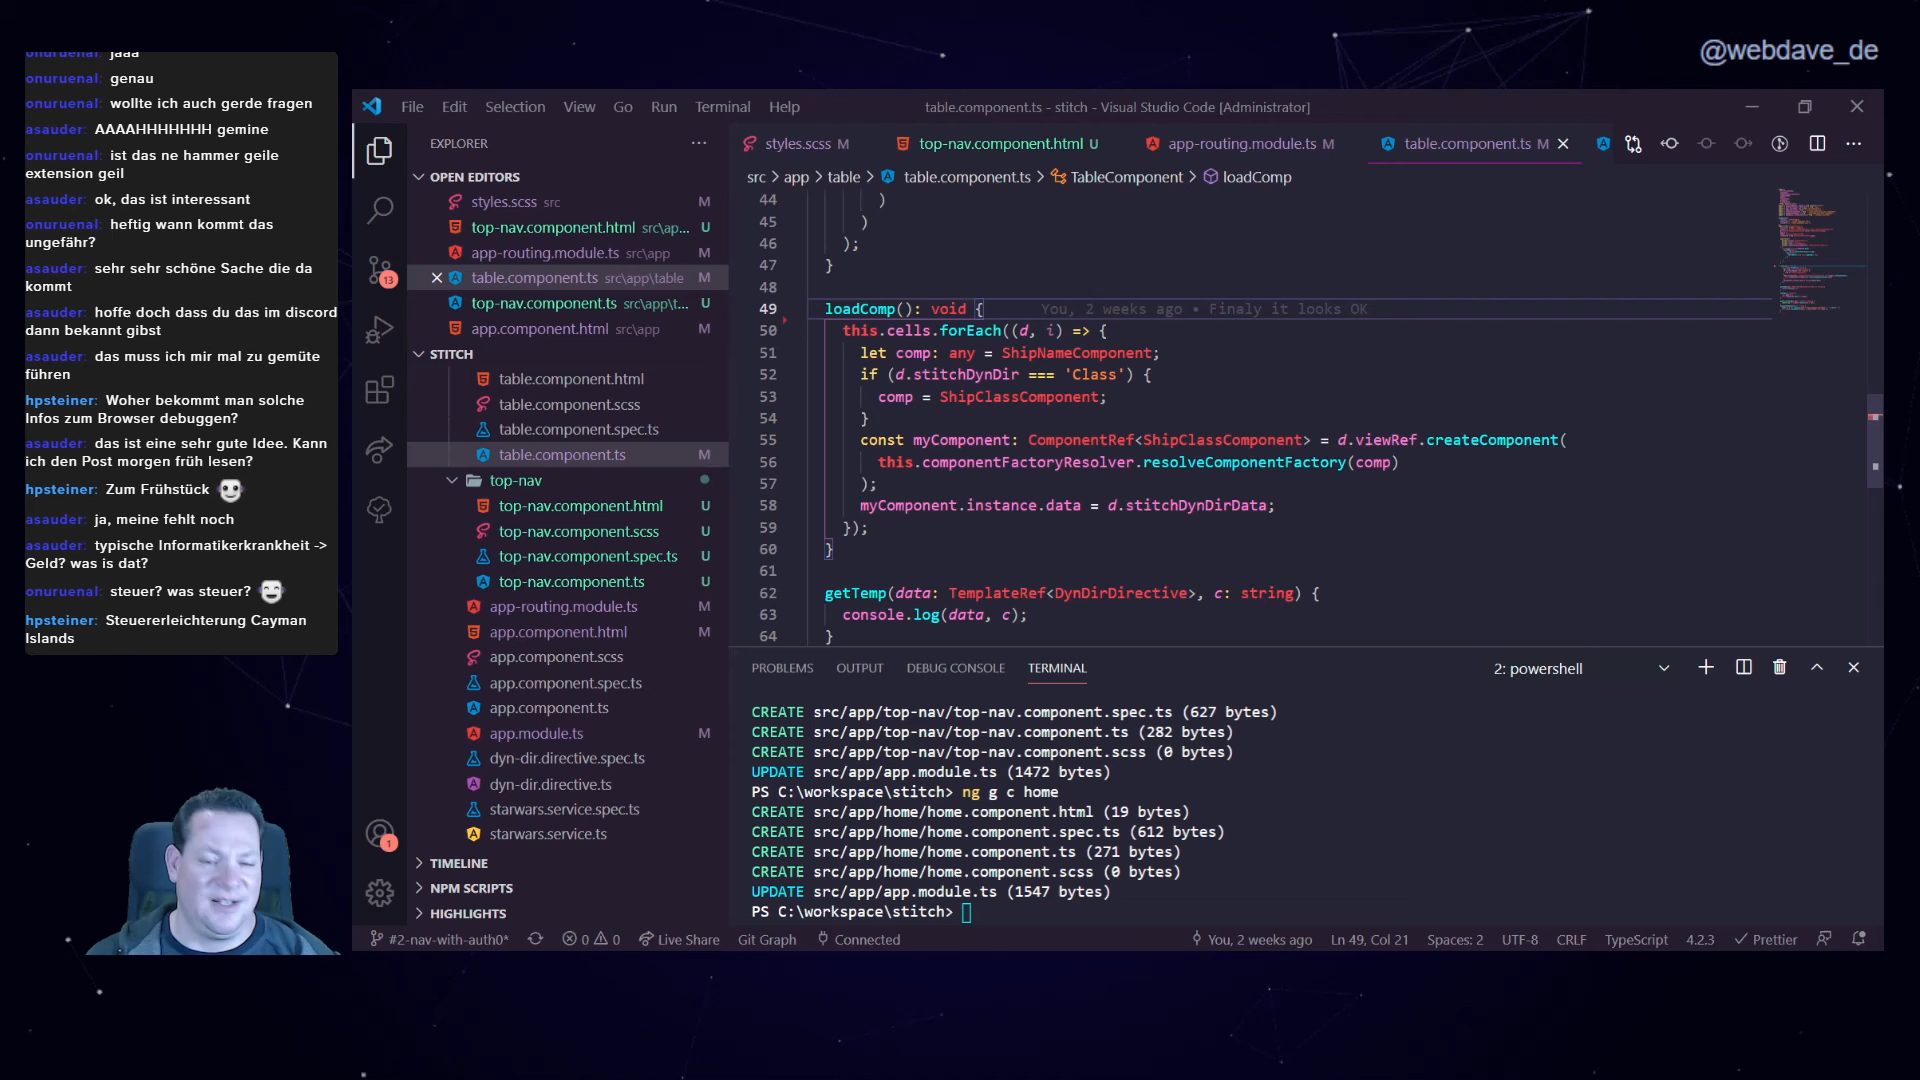 @webdave_de
onuruenal: jaaa
onuruenal: genau
onuruenal: wollte ich auch gerde fragen
asauder: AAAAHHHHHHH gemine
onuruenal: ist das ne hammer geile
extension geil
asauder: ok, das ist interessant
onuruenal: heftig wann kommt das
ungefähr?
asauder: sehr sehr schöne Sache die da
kommt
asauder: hoffe doch dass du das im discord
dann bekannt gibst
asauder: das muss ich mir mal zu gemüte
führen
hpsteiner: Woher bekommt man solche
Infos zum Browser debuggen?
asauder: das ist eine sehr gute Idee. Kann
ich den Post morgen früh lesen?
hpsteiner: Zum Frühstück
asauder: ja, meine fehlt noch
asauder: typische Informatikerkrankheit ->
Geld? was is dat?
onuruenal: steuer? was steuer?
hpsteiner: Steuererleichterung Cayman
Islands
File Edit Selection View Go Run Terminal Help
table.component.ts - stitch - Visual Studio Code [Administrator]
EXPLORER
OPEN EDITORS
styles.scss src M
top-nav.component.html src\ap... U
app-routing.module.ts src\app M
table.component.ts src\app\table M
top-nav.component.ts src\app\t... U
app.component.html src\app M
STITCH
table.component.html
table.component.scss
table.component.spec.ts
table.component.ts M
top-nav
top-nav.component.html U
top-nav.component.scss U
top-nav.component.spec.ts U
top-nav.component.ts U
app-routing.module.ts M
app.component.html M
app.component.scss
app.component.spec.ts
app.component.ts
app.module.ts M
dyn-dir.directive.spec.ts
dyn-dir.directive.ts
starwars.service.spec.ts
starwars.service.ts
TIMELINE
NPM SCRIPTS
HIGHLIGHTS
13
1
styles.scss M top-nav.component.html U app-routing.module.ts M table.component.ts M
src > app > table > table.component.ts > TableComponent > loadComp
44 )
45 )
46 );
47 }
48
49 loadComp(): void { You, 2 weeks ago • Finaly it looks OK
50 this.cells.forEach((d, i) => {
51 let comp: any = ShipNameComponent;
52 if (d.stitchDynDir === 'Class') {
53 comp = ShipClassComponent;
54 }
55 const myComponent: ComponentRef<ShipClassComponent> = d.viewRef.createComponent(
56 this.componentFactoryResolver.resolveComponentFactory(comp)
57 );
58 myComponent.instance.data = d.stitchDynDirData;
59 });
60 }
61
62 getTemp(data: TemplateRef<DynDirDirective>, c: string) {
63 console.log(data, c);
64 }
PROBLEMS OUTPUT DEBUG CONSOLE TERMINAL 2: powershell
CREATE src/app/top-nav/top-nav.component.spec.ts (627 bytes)
CREATE src/app/top-nav/top-nav.component.ts (282 bytes)
CREATE src/app/top-nav/top-nav.component.scss (0 bytes)
UPDATE src/app/app.module.ts (1472 bytes)
PS C:\workspace\stitch> ng g c home
CREATE src/app/home/home.component.html (19 bytes)
CREATE src/app/home/home.component.spec.ts (612 bytes)
CREATE src/app/home/home.component.ts (271 bytes)
CREATE src/app/home/home.component.scss (0 bytes)
UPDATE src/app/app.module.ts (1547 bytes)
PS C:\workspace\stitch>
#2-nav-with-auth0* 0 0 Live Share Git Graph Connected You, 2 weeks ago Ln 49, Col 21 Spaces: 2 UTF-8 CRLF TypeScript 4.2.3 Prettier